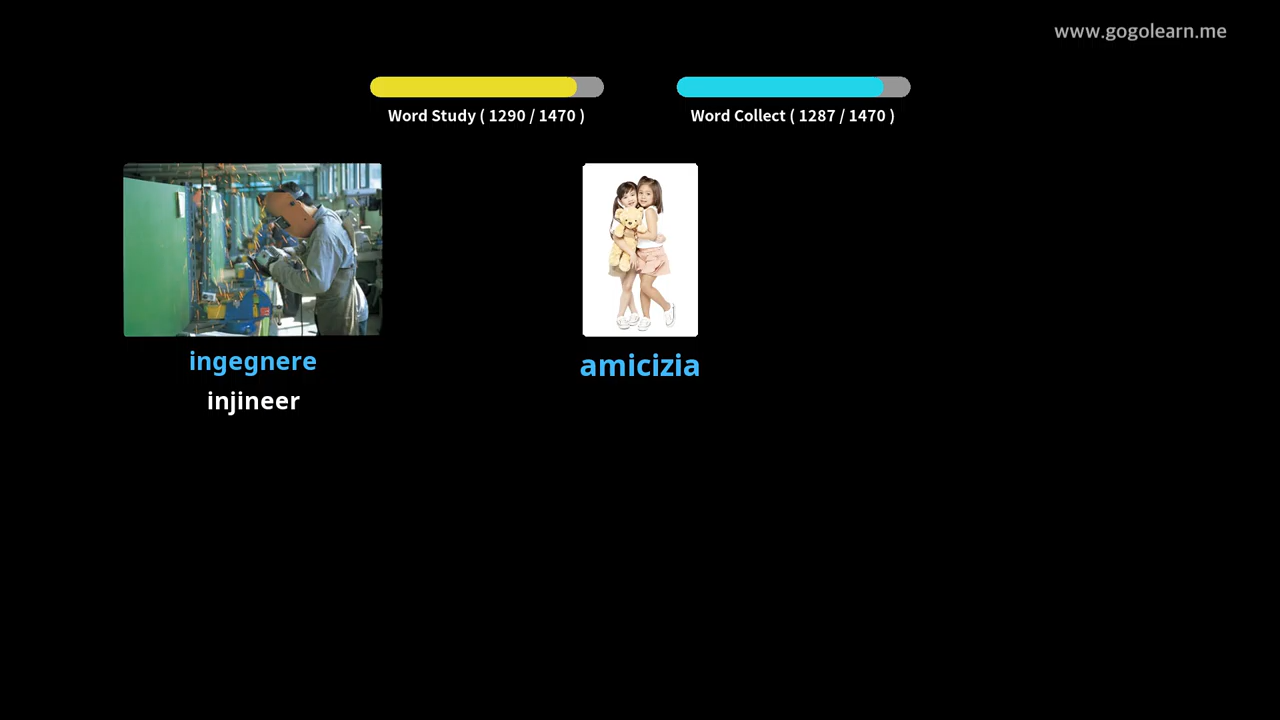 www.gogolearn.me
Word Study ( 1290 / 1470 )
Word Collect ( 1287 / 1470 )
ingegnere
injineer
amicizia